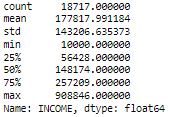 count     18717.000000
mean     177817.991184
std      143206.635373
min       10000.000000
25%       56428.000000
50%      148174.000000
75%      257209.000000
max      908846.000000
Name: INCOME, dtype: float64